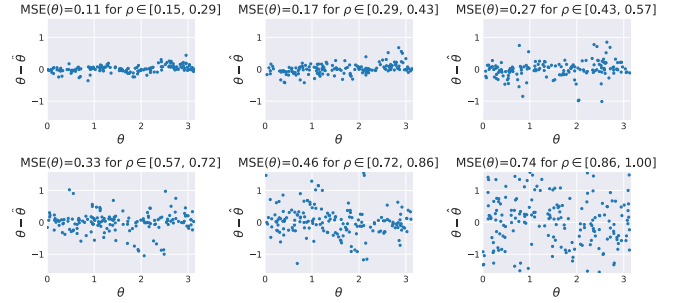 MSE(θ)=0.11 for ρ∈[0.15, 0.29]
MSE(θ)=0.17 for ρ∈[0.29, 0.43]
MSE(θ)=0.27 for ρ∈[0.43, 0.57]
θ − θ̂
1
0
−1
0
1
2
3
θ
θ − θ̂
1
0
−1
0
1
2
3
θ
θ − θ̂
1
0
−1
0
1
2
3
θ
MSE(θ)=0.33 for ρ∈[0.57, 0.72]
MSE(θ)=0.46 for ρ∈[0.72, 0.86]
MSE(θ)=0.74 for ρ∈[0.86, 1.00]
θ − θ̂
1
0
−1
0
1
2
3
θ
θ − θ̂
1
0
−1
0
1
2
3
θ
θ − θ̂
1
0
−1
0
1
2
3
θ